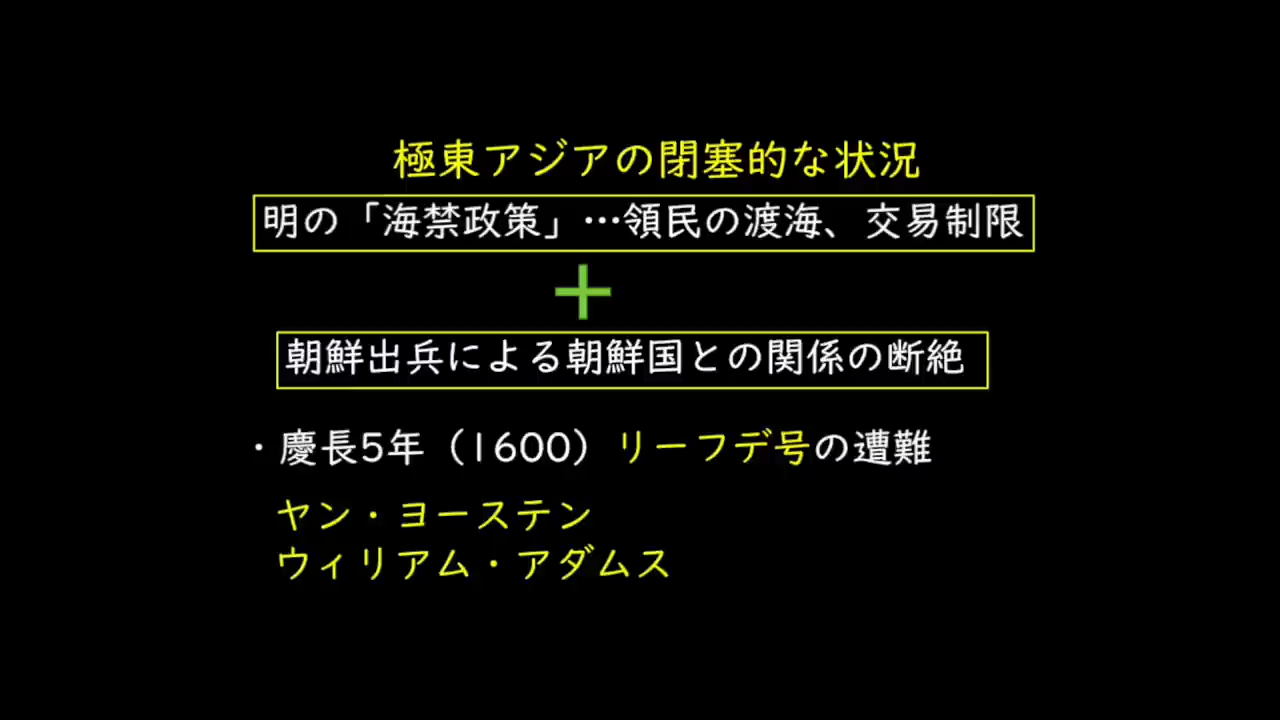 極東アジアの閉塞的な状況
明の「海禁政策」…領民の渡海、交易制限
＋
朝鮮出兵による朝鮮国との関係の断絶
・慶長5年（1600）リーフデ号の遭難
ヤン・ヨーステン
ウィリアム・アダムス